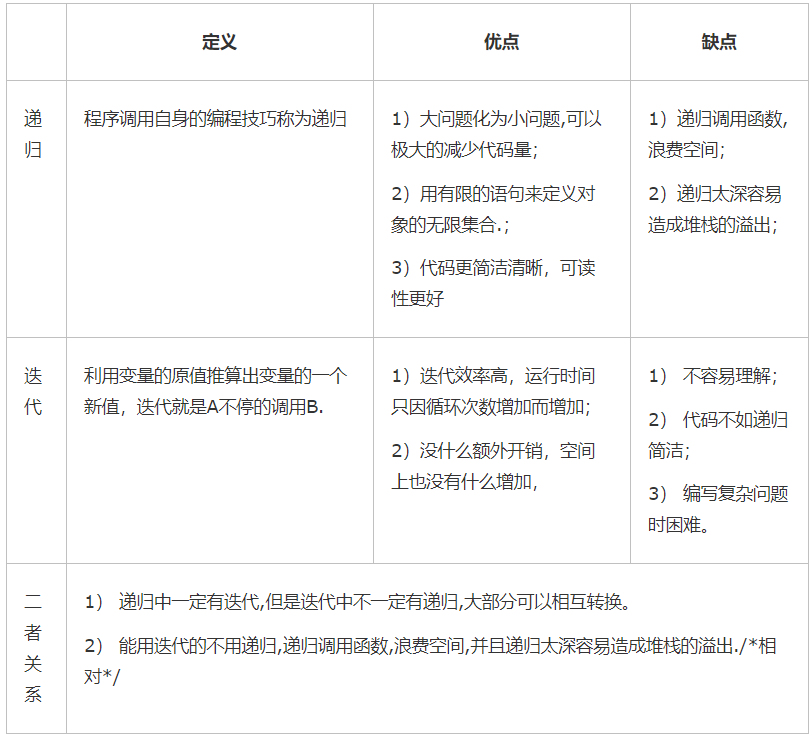 定义
优点
缺点
递
归
程序调用自身的编程技巧称为递归
1）大问题化为小问题,可以
极大的减少代码量；
2）用有限的语句来定义对
象的无限集合.；
3）代码更简洁清晰，可读
性更好
1）递归调用函数,
浪费空间；
2）递归太深容易
造成堆栈的溢出；
迭
代
利用变量的原值推算出变量的一个
新值，迭代就是A不停的调用B.
1）迭代效率高，运行时间
只因循环次数增加而增加；
2）没什么额外开销，空间
上也没有什么增加，
1） 不容易理解；
2） 代码不如递归
简洁；
3） 编写复杂问题
时困难。
二
者
关
系
1） 递归中一定有迭代,但是迭代中不一定有递归,大部分可以相互转换。
2） 能用迭代的不用递归,递归调用函数,浪费空间,并且递归太深容易造成堆栈的溢出./*相
对*/